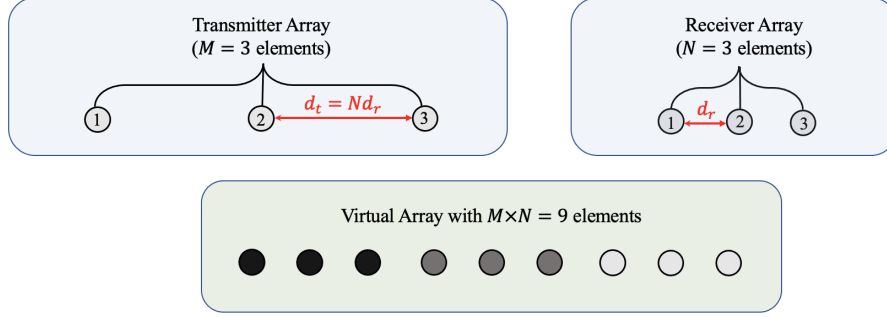 Transmitter Array
(M = 3 elements)
1
2
d_t = Nd_r
3
Receiver Array
(N = 3 elements)
1
d_r
2
3
Virtual Array with M×N = 9 elements